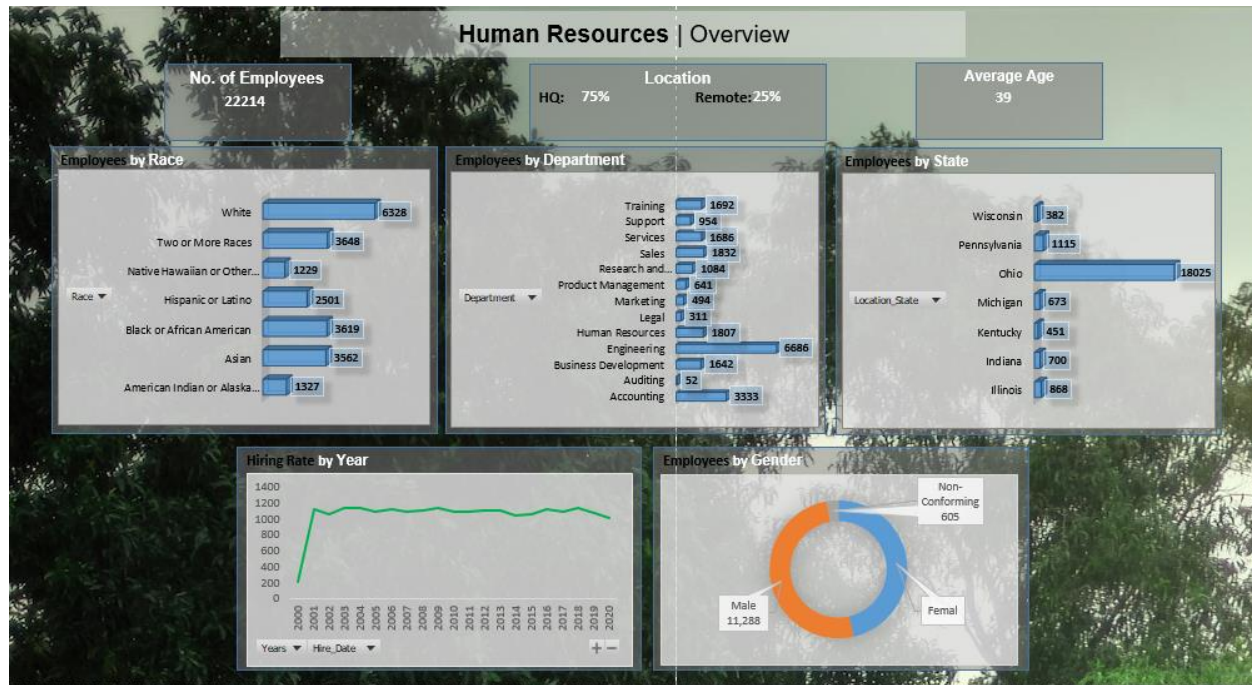 Human Resources | Overview
No. of Employees
22214
Location
HQ: 75% Remote:25%
Average Age
39
Employees by Race
White 6328
Two or More Races 3648
Native Hawaiian or Other... 1229
Race
Hispanic or Latino 2501
Black or African American 3619
Asian 3562
American Indian or Alaska... 1327
Employees by Department
Training 1692
Support 954
Services 1686
Sales 1832
Research and... 1084
Product Management 641
Department
Marketing 494
Legal 311
Human Resources 1807
Engineering 6686
Business Development 1642
Auditing 52
Accounting 3333
Employees by State
Wisconsin 382
Pennsylvania 1115
Ohio 18025
Location_State
Michigan 673
Kentucky 451
Indiana 700
Illinois 868
Hiring Rate by Year
1400
1200
1000
800
600
400
200
0
2000 2001 2002 2003 2004 2005 2006 2007 2008 2009 2010 2011 2012 2013 2014 2015 2016 2017 2018 2019 2020
Years Hire_Date + −
Employees by Gender
Non-
Conforming
605
Male
11,288
Femal